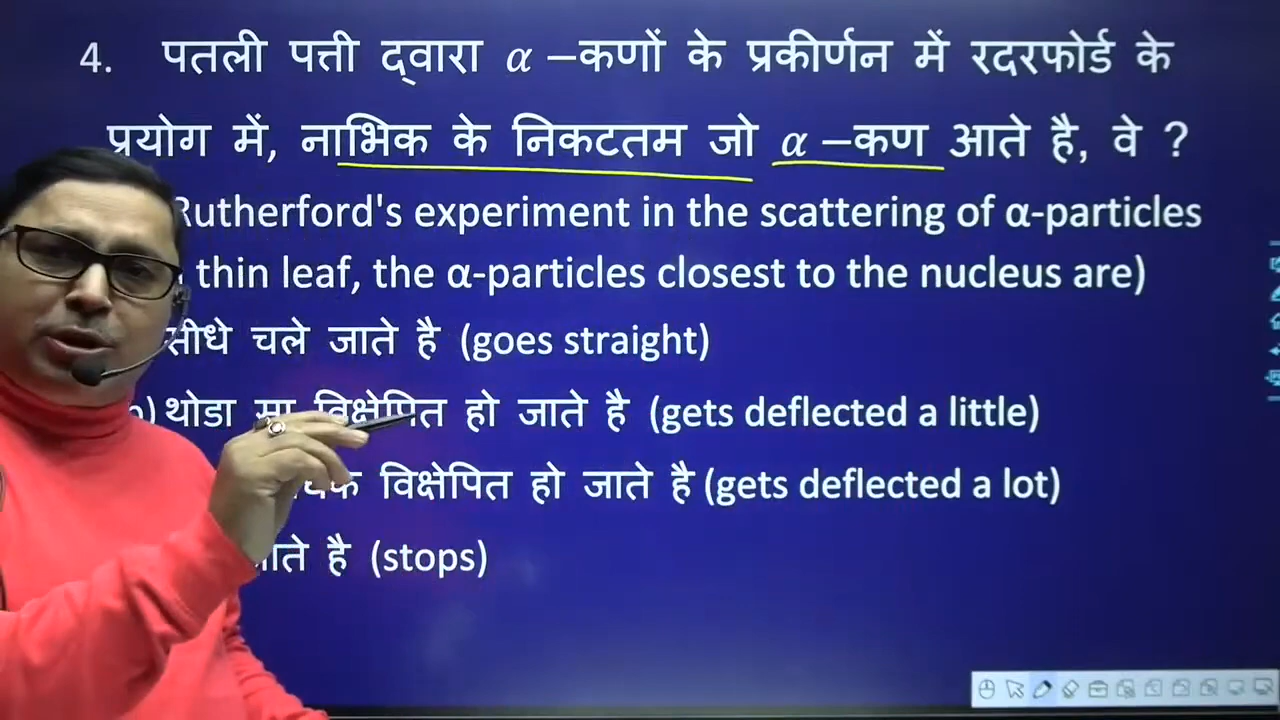 4. पतली पत्ती द्वारा α –कणों के प्रकीर्णन में रदरफोर्ड के
प्रयोग में, नाभिक के निकटतम जो α –कण आते है, वे ?
Rutherford's experiment in the scattering of α-particles
thin leaf, the α-particles closest to the nucleus are)
सीधे चले जाते है (goes straight)
थोडा सा विक्षेपित हो जाते है (gets deflected a little)
विक्षेपित हो जाते है (gets deflected a lot)
है (stops)